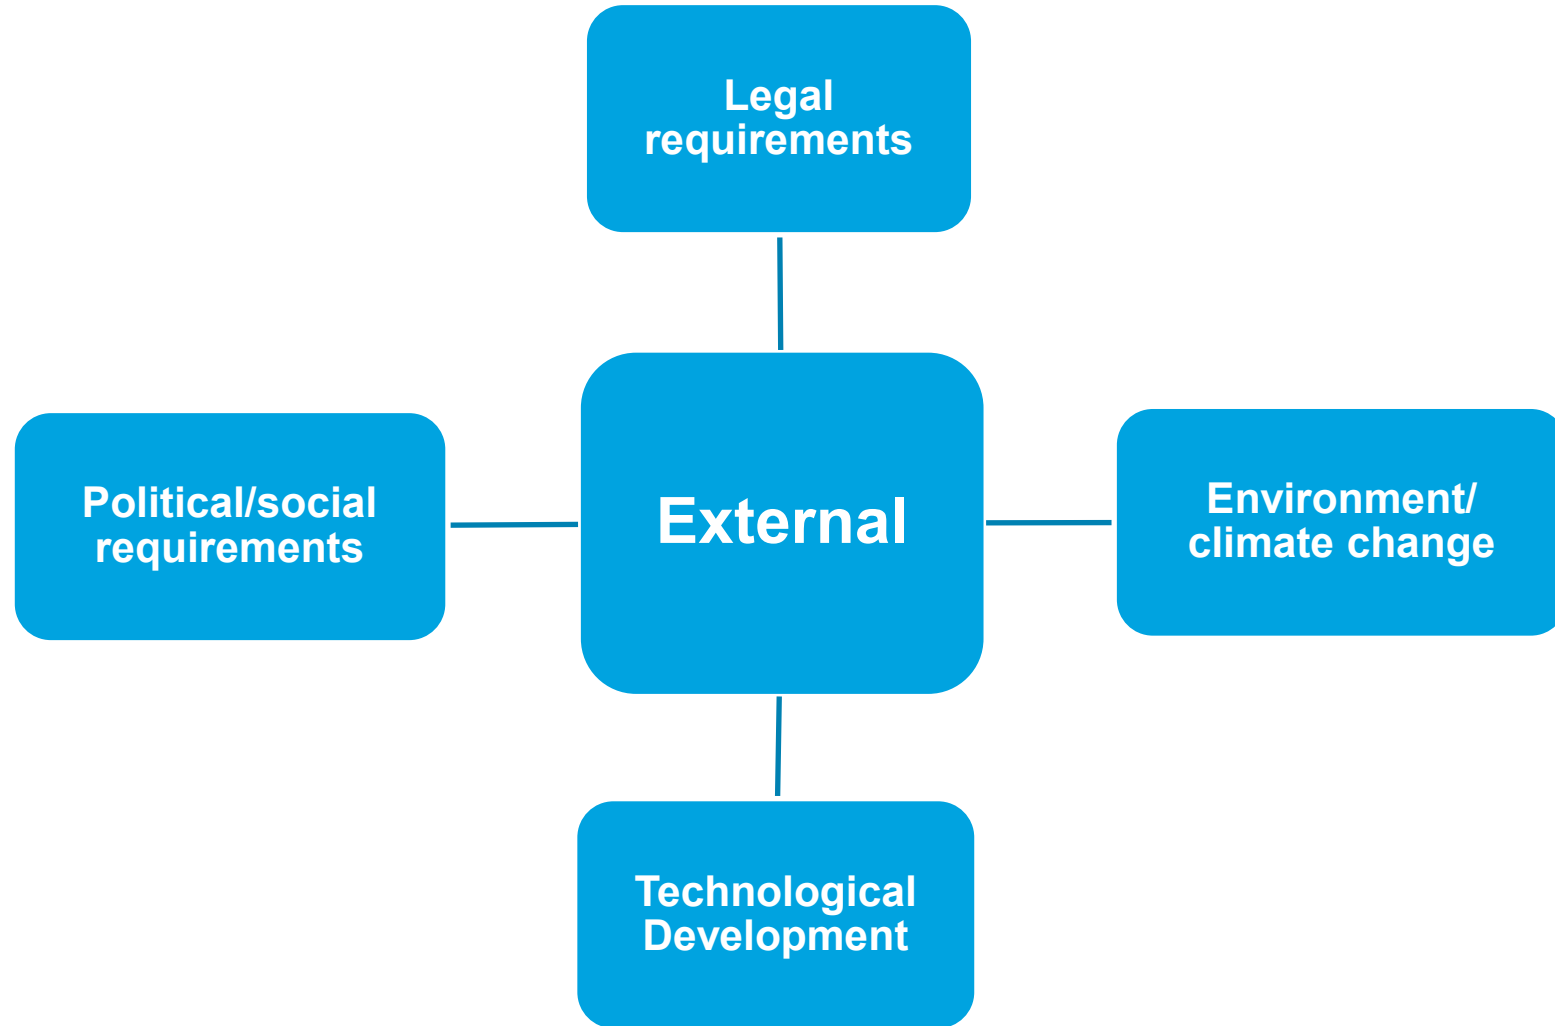 Legal
requirements
Political/social
requirements
External
Environment/
climate change
Technological
Development